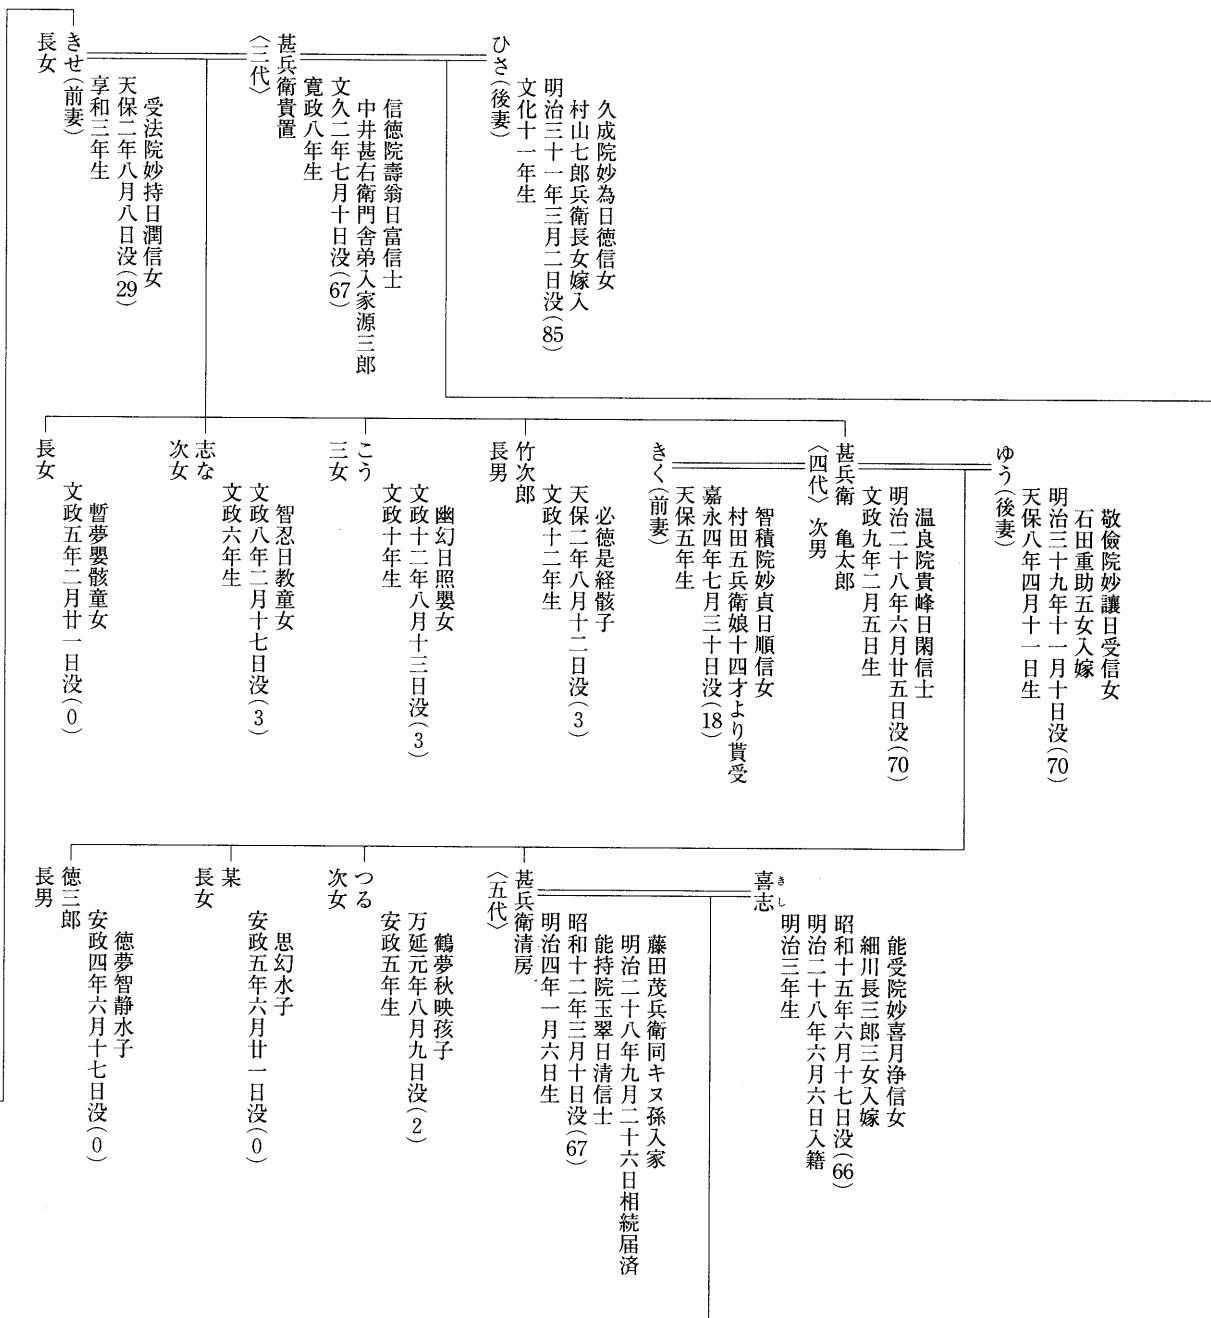 ひさ(後妻)
久成院妙為日徳信女
村山七郎兵衛長女嫁入
明治三十一年三月二日没(85)
文化十一年生
甚兵衛貴置
〈三代〉
信徳院壽翁日富信士
中井甚右衛門舎弟入家源三郎
文久二年七月十日没(67)
寛政八年生
きせ(前妻)
長女
受法院妙持日潤信女
天保二年八月八日没(29)
享和三年生
ゆう(後妻)
敬儉院妙讓日受信女
石田重助五女入嫁
明治三十九年十一月十日没(70)
天保八年四月十一日生
甚兵衛 亀太郎
〈四代〉次男
温良院貴峰日閑信士
明治二十八年六月廿五日没(70)
文政九年二月五日生
きく(前妻)
智積院妙貞日順信女
村田五兵衛娘十四才より貰受
嘉永四年七月三十日没(18)
天保五年生
竹次郎
長男
必徳是経骸子
天保二年八月十二日没(3)
文政十二年生
こう
三女
幽幻日照嬰女
文政十二年八月十三日没(3)
文政十年生
志な
次女
智忍日教童女
文政八年二月十七日没(3)
文政六年生
長女
暫夢嬰骸童女
文政五年二月廿一日没(0)
喜志
きし
能受院妙喜月浄信女
細川長三郎三女入嫁
昭和十五年六月十七日没(66)
明治二十八年六月六日入籍
明治三年生
甚兵衛清房
〈五代〉
藤田茂兵衛同キヌ孫入家
明治二十八年九月二十六日相続届済
能持院玉翠日清信士
昭和十二年三月十日没(67)
明治四年一月六日生
つる
次女
鶴夢秋映孩子
万延元年八月九日没(2)
安政五年生
某
長女
思幻水子
安政五年六月廿一日没(0)
徳三郎
長男
徳夢智静水子
安政四年六月十七日没(0)